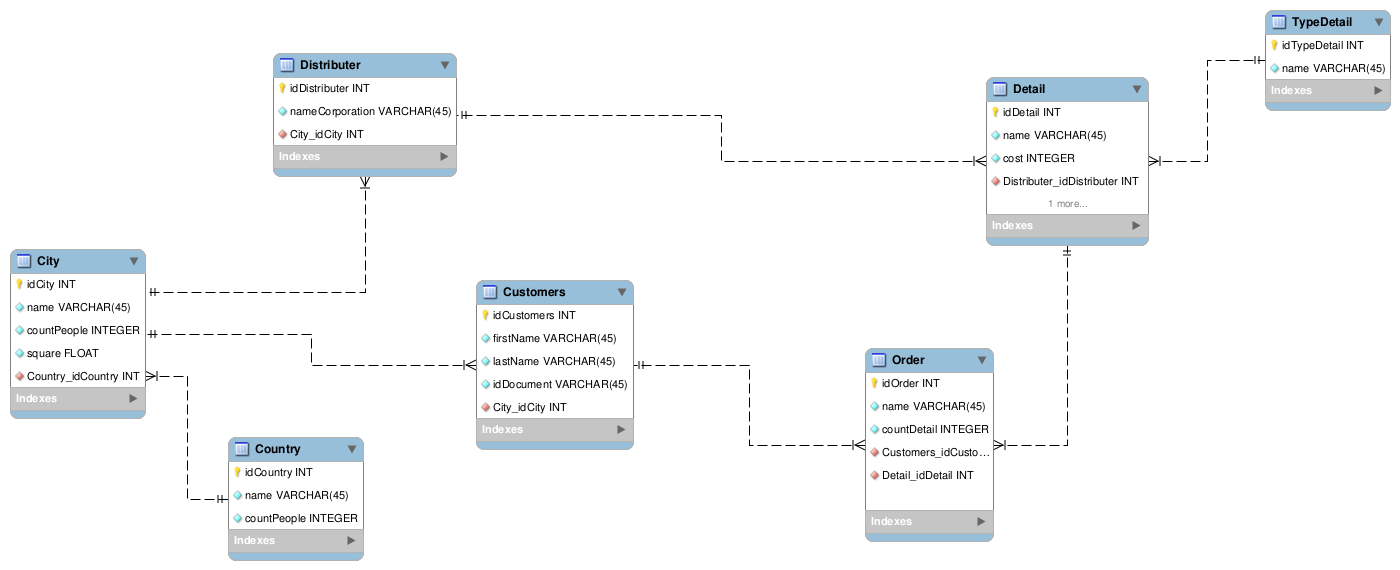 TypeDetail
idTypeDetail INT
name VARCHAR(45)
Indexes
Distributer
idDistributer INT
nameCorporation VARCHAR(45)
City_idCity INT
Indexes
Detail
idDetail INT
name VARCHAR(45)
cost INTEGER
Distributer_idDistributer INT
1 more...
Indexes
City
idCity INT
name VARCHAR(45)
countPeople INTEGER
square FLOAT
Country_idCountry INT
Indexes
Customers
idCustomers INT
firstName VARCHAR(45)
lastName VARCHAR(45)
idDocument VARCHAR(45)
City_idCity INT
Indexes
Order
idOrder INT
name VARCHAR(45)
countDetail INTEGER
Customers_idCusto...
Detail_idDetail INT
Indexes
Country
idCountry INT
name VARCHAR(45)
countPeople INTEGER
Indexes